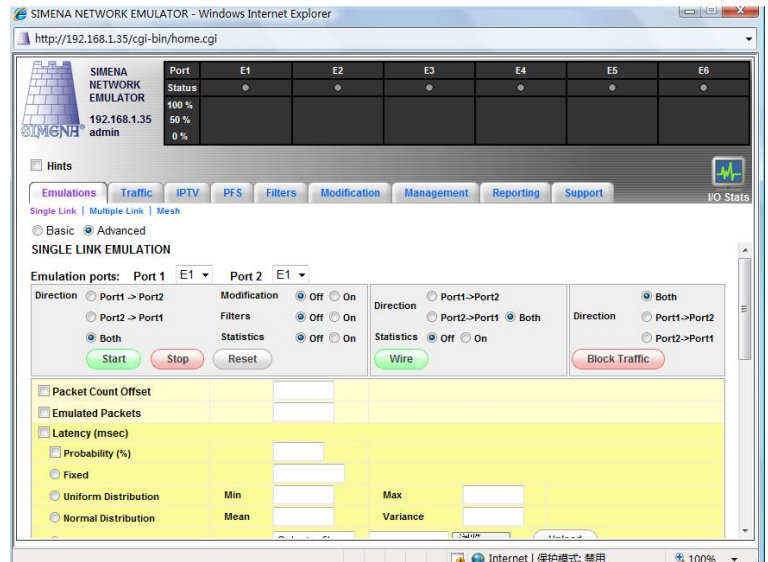 SIMENA NETWORK EMULATOR - Windows Internet Explorer
http://192.168.1.35/cgi-bin/home.cgi
SIMENA
NETWORK
EMULATOR
192.168.1.35
admin
SIMENA®
Port E1 E2 E3 E4 E5 E6
Status
100 %
50 %
0 %
Hints
I/O Stats
Emulations Traffic IPTV PFS Filters Modification Management Reporting Support
Single Link | Multiple Link | Mesh
Basic Advanced
SINGLE LINK EMULATION
Emulation ports: Port 1 E1 Port 2 E1
Direction Port1 -> Port2
Port2 -> Port1
Both
Modification Off On
Filters Off On
Statistics Off On
Start Stop Reset
Direction Port1->Port2
Port2->Port1 Both
Statistics Off On
Wire
Direction Both
Port1->Port2
Port2->Port1
Block Traffic
Packet Count Offset
Emulated Packets
Latency (msec)
Probability (%)
Fixed
Uniform Distribution Min Max
Normal Distribution Mean Variance
Internet | 保护模式: 禁用 100%